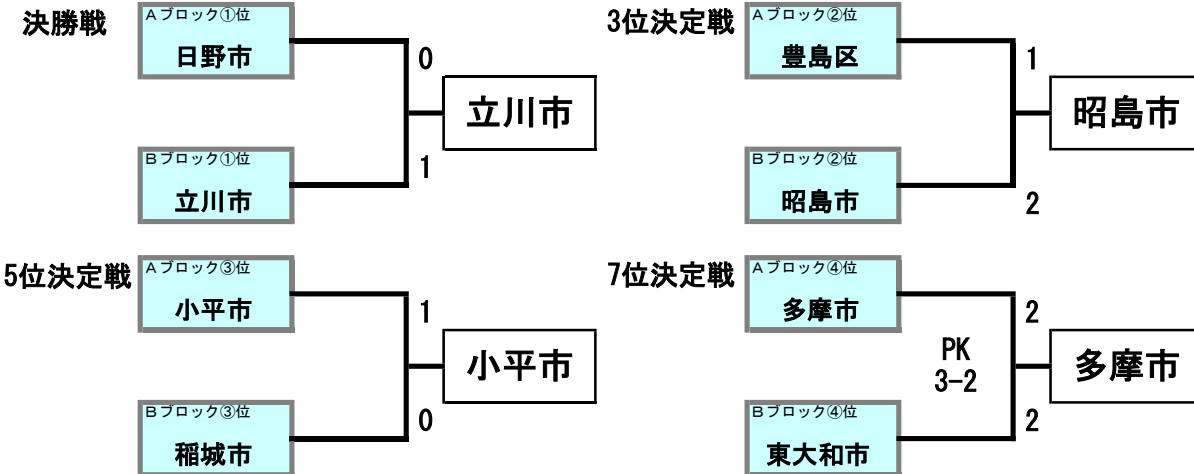 決勝戦
Aブロック①位
日野市
0
立川市
Bブロック①位
立川市
1
3位決定戦
Aブロック②位
豊島区
1
昭島市
Bブロック②位
昭島市
2
5位決定戦
Aブロック③位
小平市
1
小平市
Bブロック③位
稲城市
0
7位決定戦
Aブロック④位
多摩市
2
PK
3-2
多摩市
Bブロック④位
東大和市
2